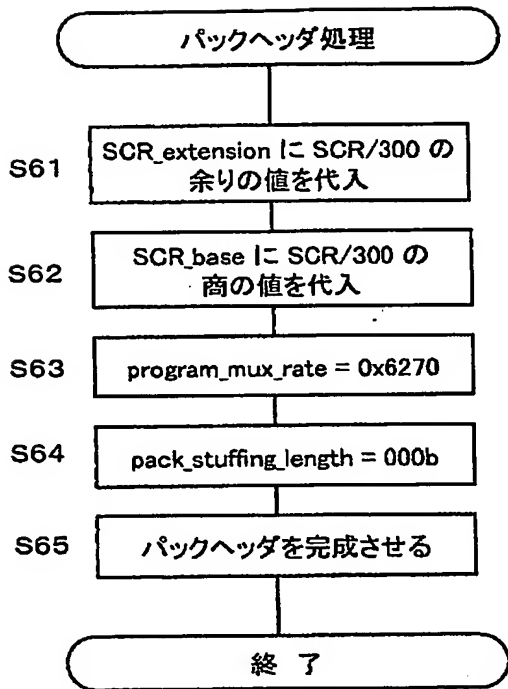 パックヘッダ処理
S61
SCR_extension に SCR/300 の
余りの値を代入
S62
SCR_base に SCR/300 の
商の値を代入
S63
program_mux_rate = 0x6270
S64
pack_stuffing_length = 000b
S65
パックヘッダを完成させる
終 了